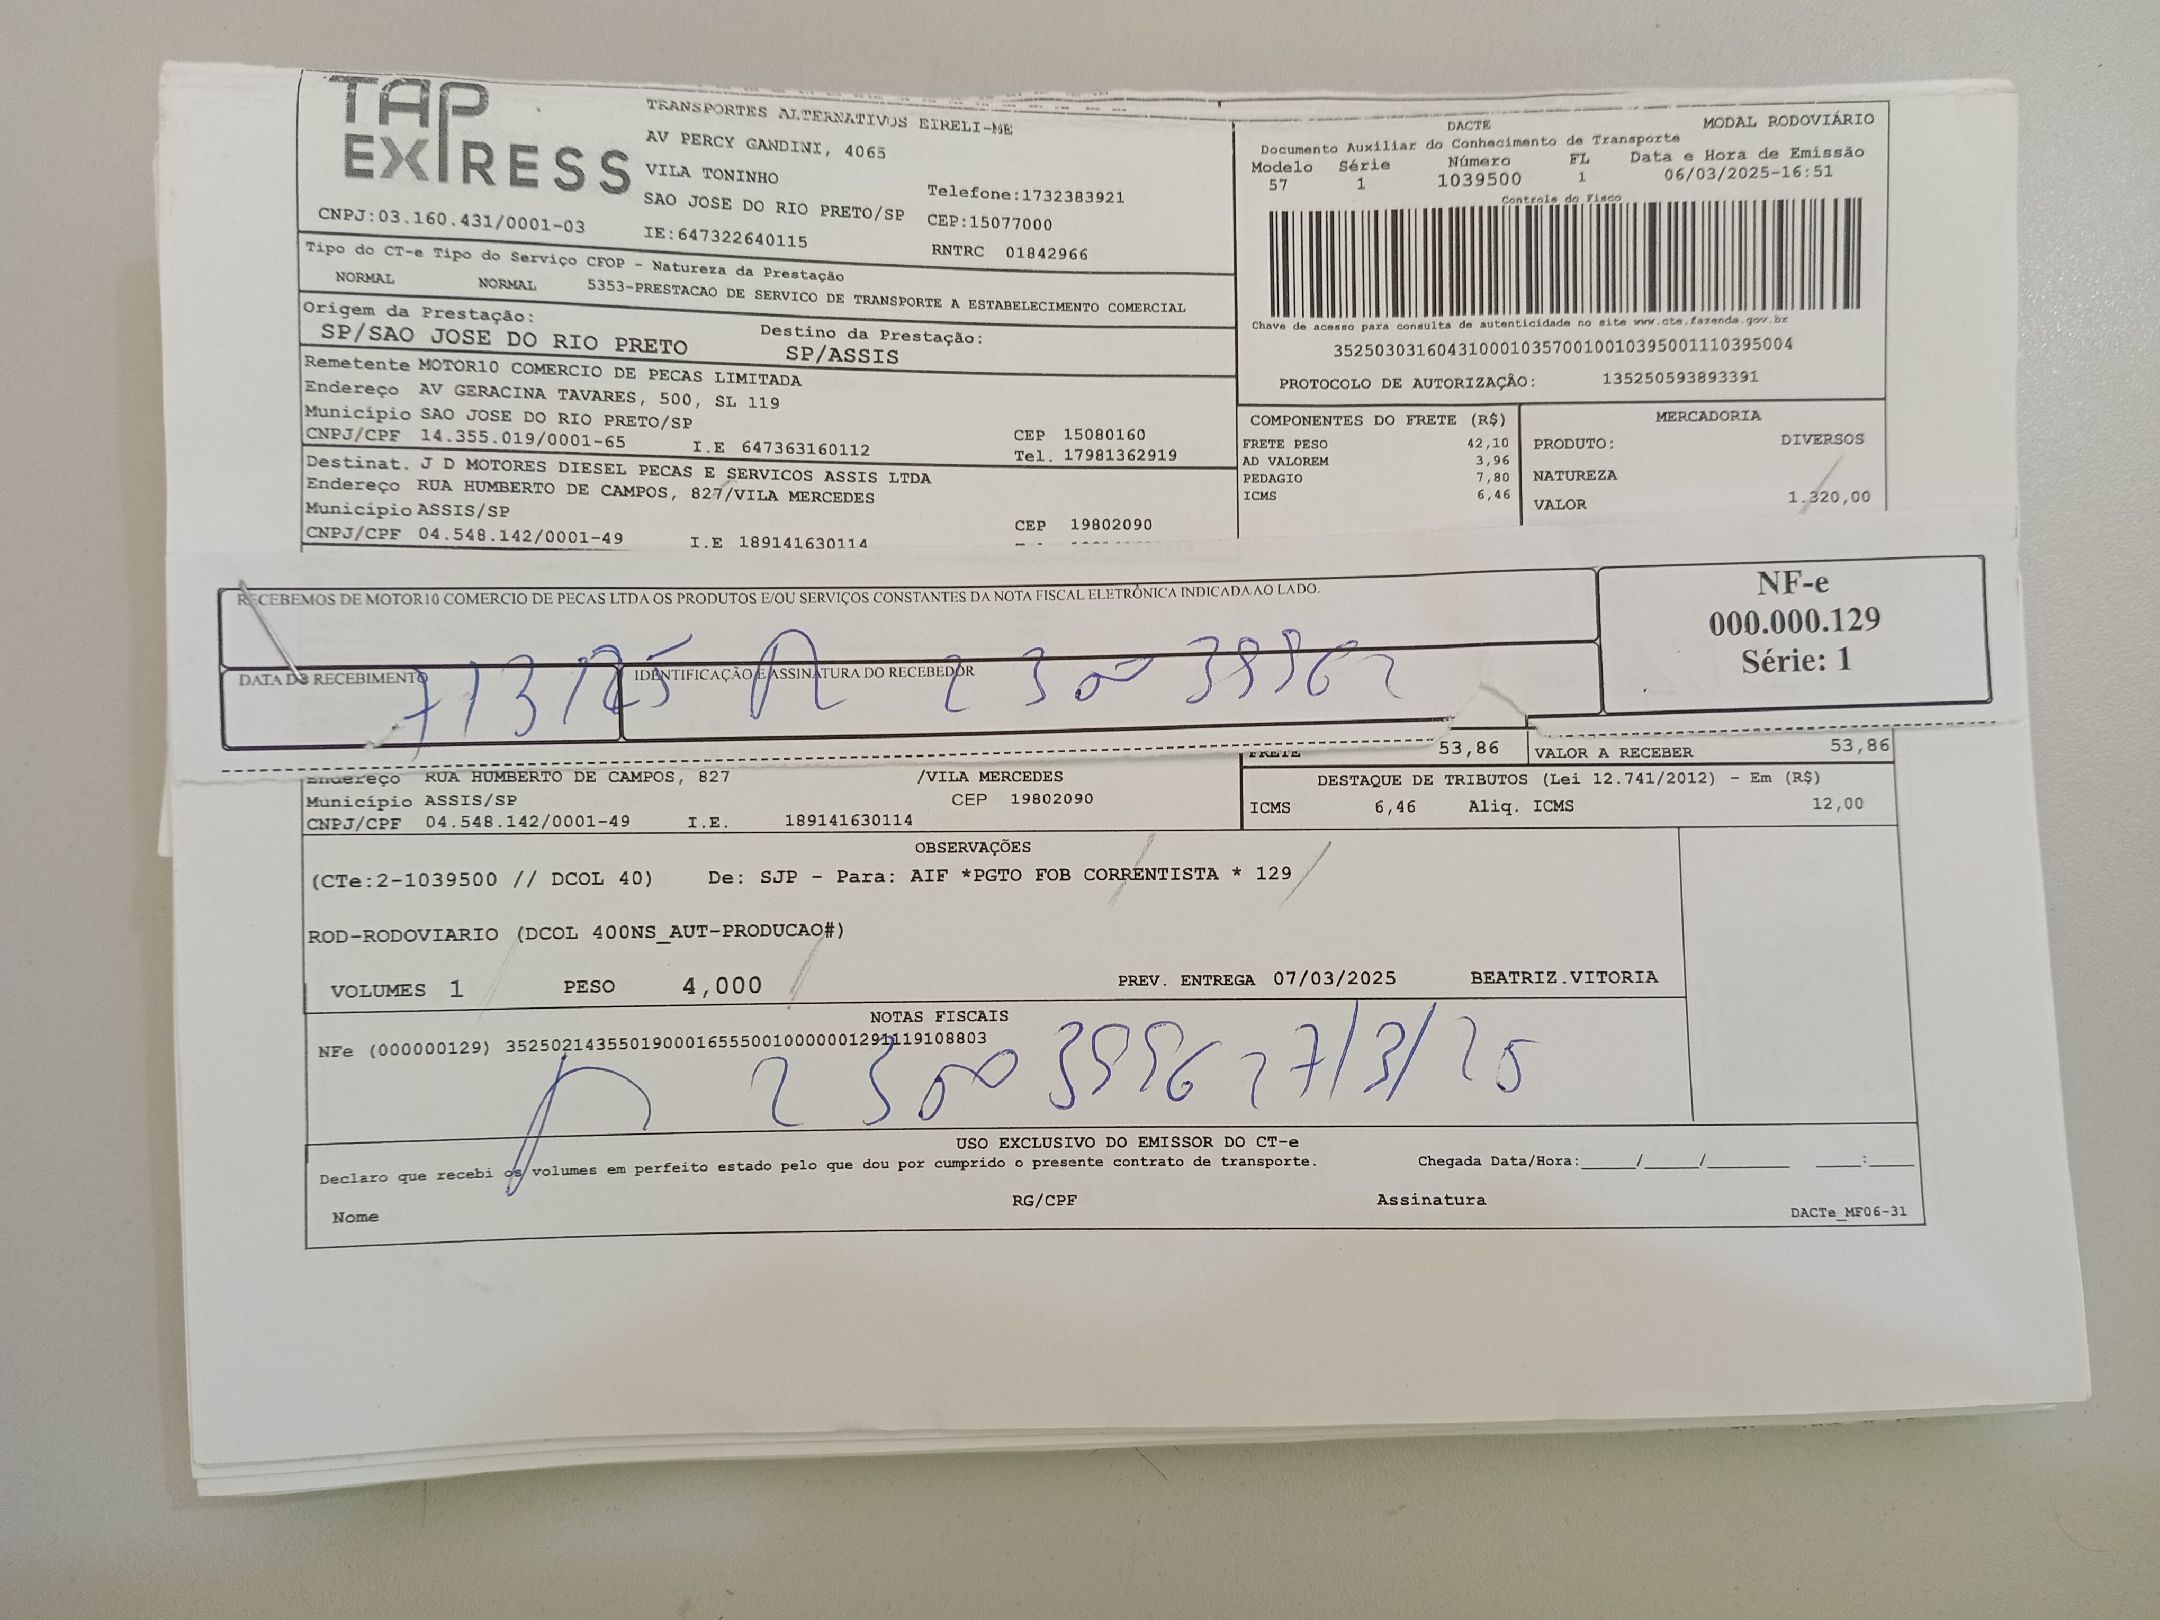 TAP EXPRESS
CNPJ:03.160.431/0001-03
TRANSPORTES ALTERNATIVOS EIRELI-ME
AV PERCY GANDINI, 4065
VILA TONINHO
SAO JOSE DO RIO PRETO/SP
IE:647322640115
Telefone:1732383921
CEP:15077000
RNTRC 01842966
DACTE MODAL RODOVIÁRIO
Documento Auxiliar do Conhecimento de Transporte
Modelo Série Número FL Data e Hora de Emissão
57 1 1039500 1 06/03/2025-16:51
Controle do Fisco
Chave de acesso para consulta de autenticidade no site www.cte.fazenda.gov.br
35250303160431000103570010010395001110395004
PROTOCOLO DE AUTORIZAÇÃO: 135250593893391
Tipo do CT-e Tipo do Serviço CFOP - Natureza da Prestação
NORMAL NORMAL 5353-PRESTACAO DE SERVICO DE TRANSPORTE A ESTABELECIMENTO COMERCIAL
Origem da Prestação: Destino da Prestação:
SP/SAO JOSE DO RIO PRETO SP/ASSIS
Remetente MOTOR10 COMERCIO DE PECAS LIMITADA
Endereço AV GERACINA TAVARES, 500, SL 119
Município SAO JOSE DO RIO PRETO/SP CEP 15080160
CNPJ/CPF 14.355.019/0001-65 I.E 647363160112 Tel. 17981362919
Destinat. J D MOTORES DIESEL PECAS E SERVICOS ASSIS LTDA
Endereço RUA HUMBERTO DE CAMPOS, 827/VILA MERCEDES
Município ASSIS/SP CEP 19802090
CNPJ/CPF 04.548.142/0001-49 I.E 189141630114
COMPONENTES DO FRETE (R$)
FRETE PESO 42,10
AD VALOREM 3,96
PEDAGIO 7,80
ICMS 6,46
MERCADORIA
PRODUTO: DIVERSOS
NATUREZA
VALOR 1.320,00
RECEBEMOS DE MOTOR10 COMERCIO DE PECAS LTDA OS PRODUTOS E/OU SERVIÇOS CONSTANTES DA NOTA FISCAL ELETRÔNICA INDICADA AO LADO.
DATA DO RECEBIMENTO IDENTIFICAÇÃO E ASSINATURA DO RECEBEDOR
7/3/25 230039962
NF-e
000.000.129
Série: 1
FRETE 53,86 VALOR A RECEBER 53,86
Endereço RUA HUMBERTO DE CAMPOS, 827 /VILA MERCEDES
Município ASSIS/SP CEP 19802090
CNPJ/CPF 04.548.142/0001-49 I.E. 189141630114
DESTAQUE DE TRIBUTOS (Lei 12.741/2012) - Em (R$)
ICMS 6,46 Aliq. ICMS 12,00
OBSERVAÇÕES
(CTe:2-1039500 // DCOL 40) De: SJP - Para: AIF *PGTO FOB CORRENTISTA * 129
ROD-RODOVIARIO (DCOL 400NS_AUT-PRODUCAO#)
VOLUMES 1 PESO 4,000 PREV. ENTREGA 07/03/2025 BEATRIZ.VITORIA
NOTAS FISCAIS
NFe (000000129) 35250214355019000165550010000001291119108803
230039962 7/3/25
USO EXCLUSIVO DO EMISSOR DO CT-e
Declaro que recebi os volumes em perfeito estado pelo que dou por cumprido o presente contrato de transporte. Chegada Data/Hora:____/____/______ ____:____
Nome RG/CPF Assinatura
DACTe_MF06-31